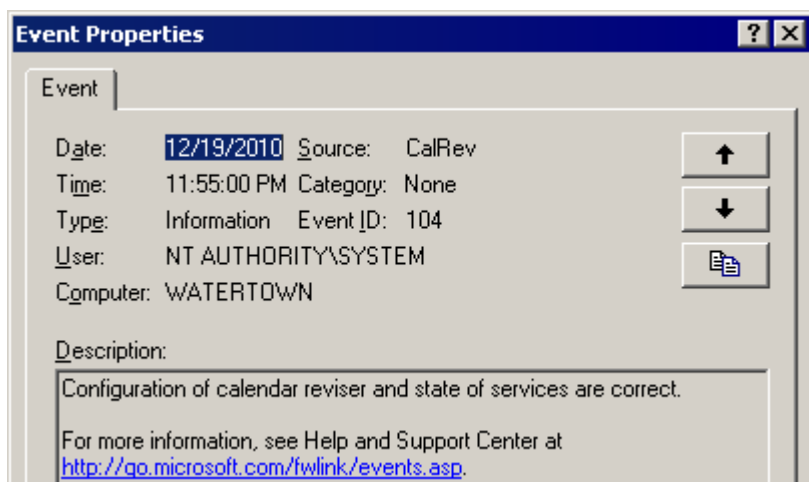 Event Properties
Event
Date: 12/19/2010 Source: CalRev
Time: 11:55:00 PM Category: None
Type: Information Event ID: 104
User: NT AUTHORITY\SYSTEM
Computer: WATERTOWN
Description:
Configuration of calendar reviser and state of services are correct.
For more information, see Help and Support Center at
http://go.microsoft.com/fwlink/events.asp.